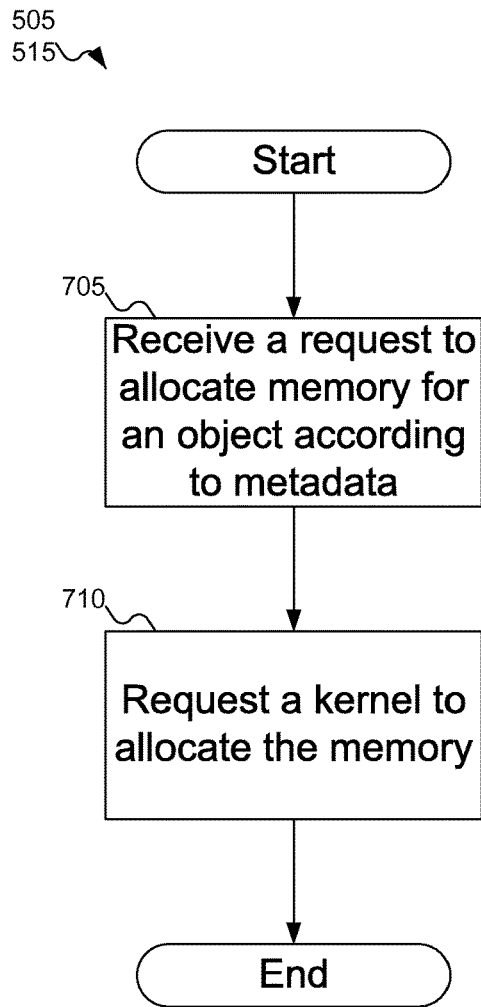 505
515
Start
705
Receive a request to
allocate memory for
an object according
to metadata
710
Request a kernel to
allocate the memory
End